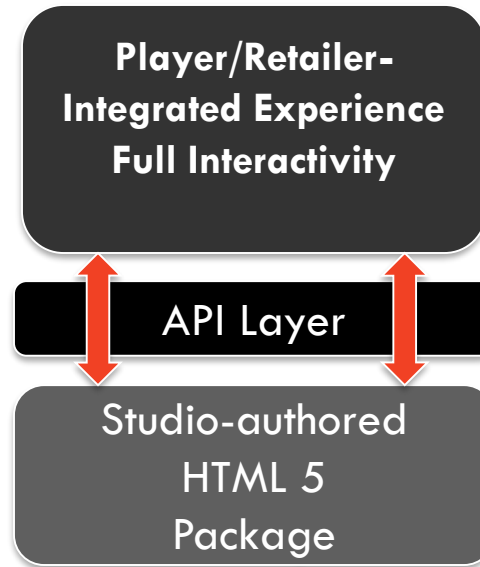 Player/Retailer-
Integrated Experience
Full Interactivity
API Layer
Studio-authored
HTML 5
Package